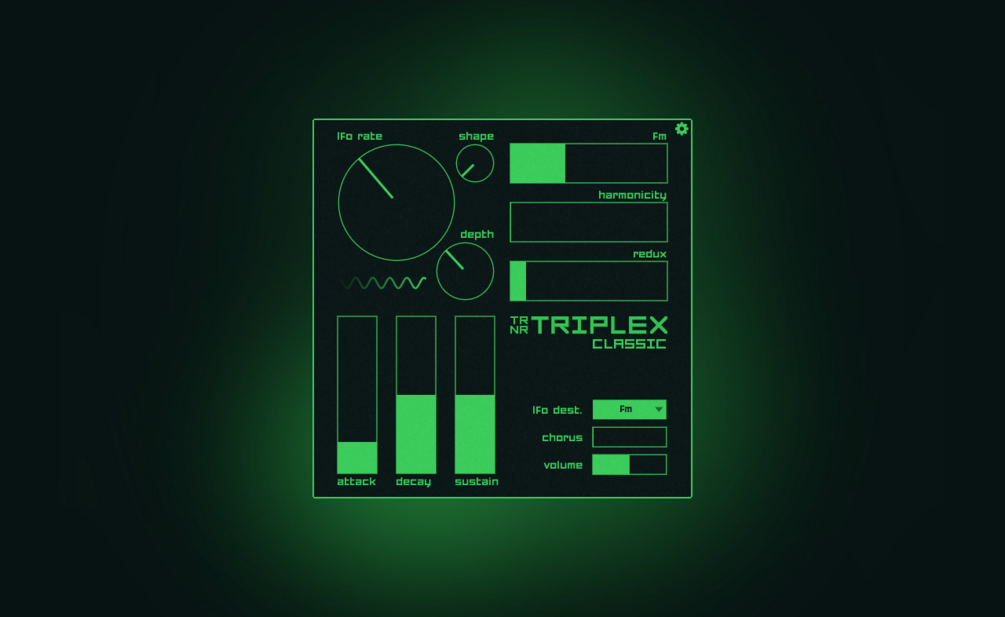 lfo rate
shape
fm
harmonicity
depth
redux
TR
NR
TRIPLEX
CLASSIC
lfo dest.
fm
chorus
volume
attack
decay
sustain